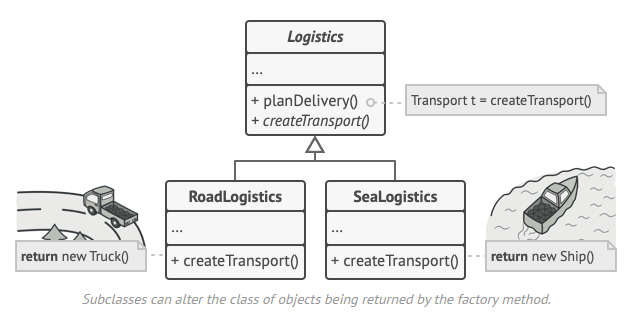 Logistics
...
+ planDelivery()
+ createTransport()
Transport t = createTransport()
RoadLogistics
...
+ createTransport()
SeaLogistics
...
+ createTransport()
return new Truck()
return new Ship()
Subclasses can alter the class of objects being returned by the factory method.